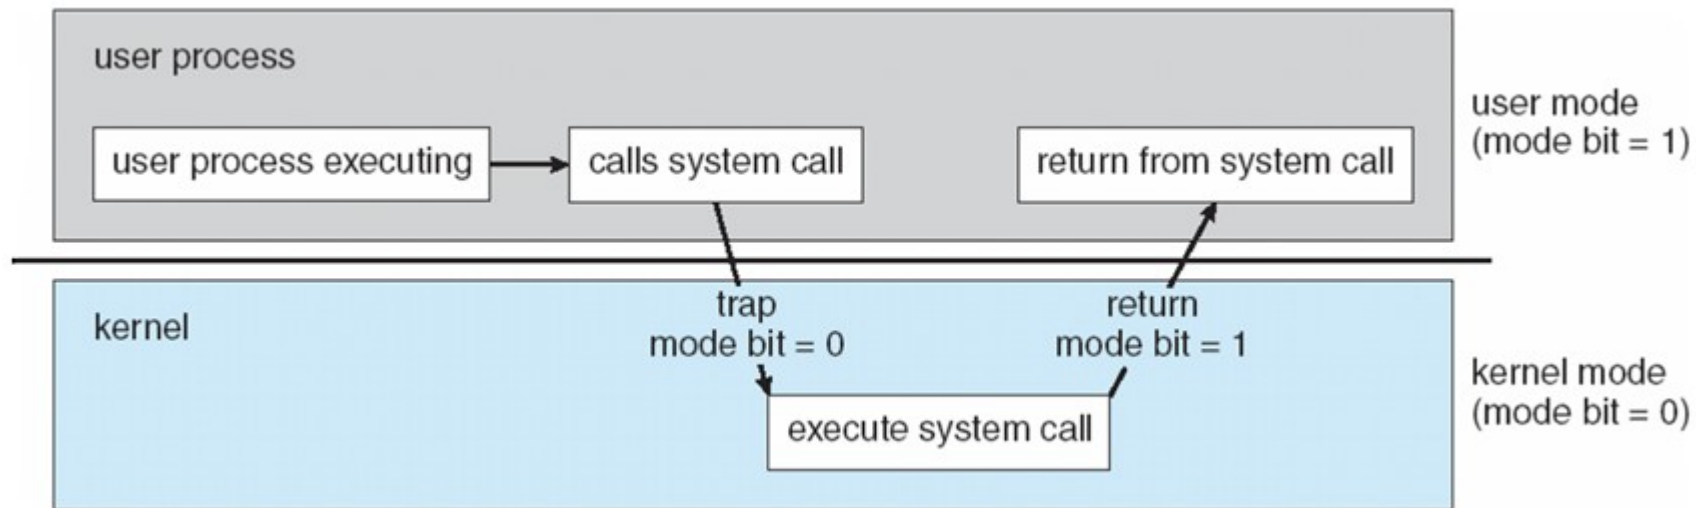 user process
user process executing
calls system call
return from system call
user mode
(mode bit = 1)
kernel
trap
mode bit = 0
return
mode bit = 1
execute system call
kernel mode
(mode bit = 0)